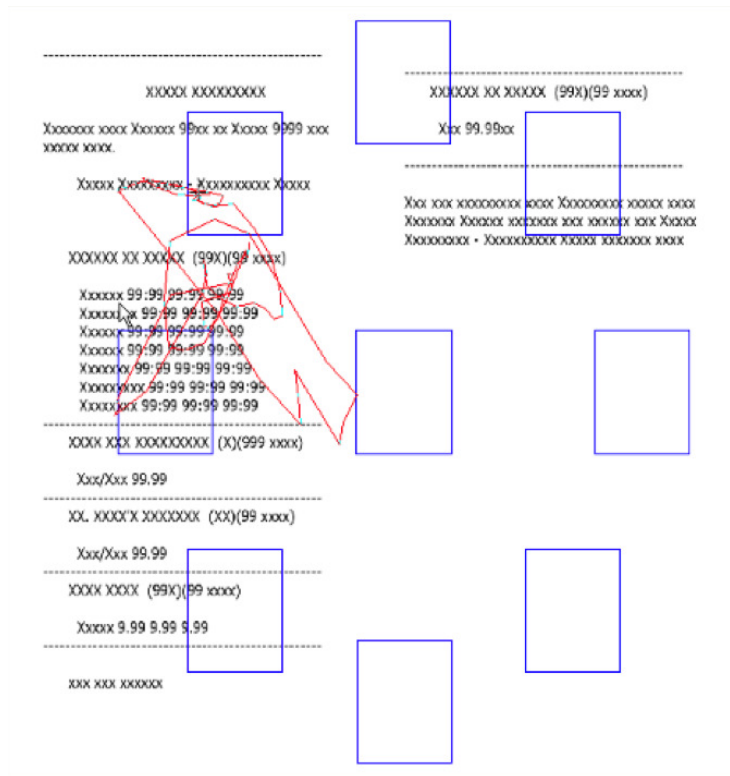 -----------------------------------------------
XXXXX XXXXXXXXX
Xxxxxxx xxxx Xxxxxx 99xx xx Xxxxx 9999 xxx
xxxxx xxxx.
Xxxxx Xxxxxxxxx - Xxxxxxxxxx Xxxxx
XXXXXX XX XXXXX (99X)(99 xxxx)
Xxxxxx 99:99 99:99 99:99
99:99 99:99 99:99
Xxxxxx 99:99 99:99 99:99
Xxxxxx 99:99 99:99 99:99
Xxxxxxx 99:99 99:99 99:99
Xxxxxxxxx 99:99 99:99 99:99
Xxxxxxxx 99:99 99:99 99:99
-----------------------------------------------
XXXX XXX XXXXXXXXX (X)(999 xxxx)
Xxx/Xxx 99.99
-----------------------------------------------
XX. XXXX'X XXXXXXX (XX)(99 xxxx)
Xxx/Xxx 99.99
-----------------------------------------------
XXXX XXXX (99X)(99 xxxx)
Xxxxx 9.99 9.99 9.99
-----------------------------------------------
xxx xxx xxxxxx
-----------------------------------------------
XXXXXX XX XXXXX (99X)(99 xxxx)
Xxx 99.99xx
-----------------------------------------------
Xxx xxx xxxxxxxxx xxxx Xxxxxxxxx xxxxx xxxx
Xxxxxxx Xxxxxx xxxxxxx xxx xxxxxx xxx Xxxxx
Xxxxxxxxx - Xxxxxxxxxx Xxxxx xxxxxxx xxxx